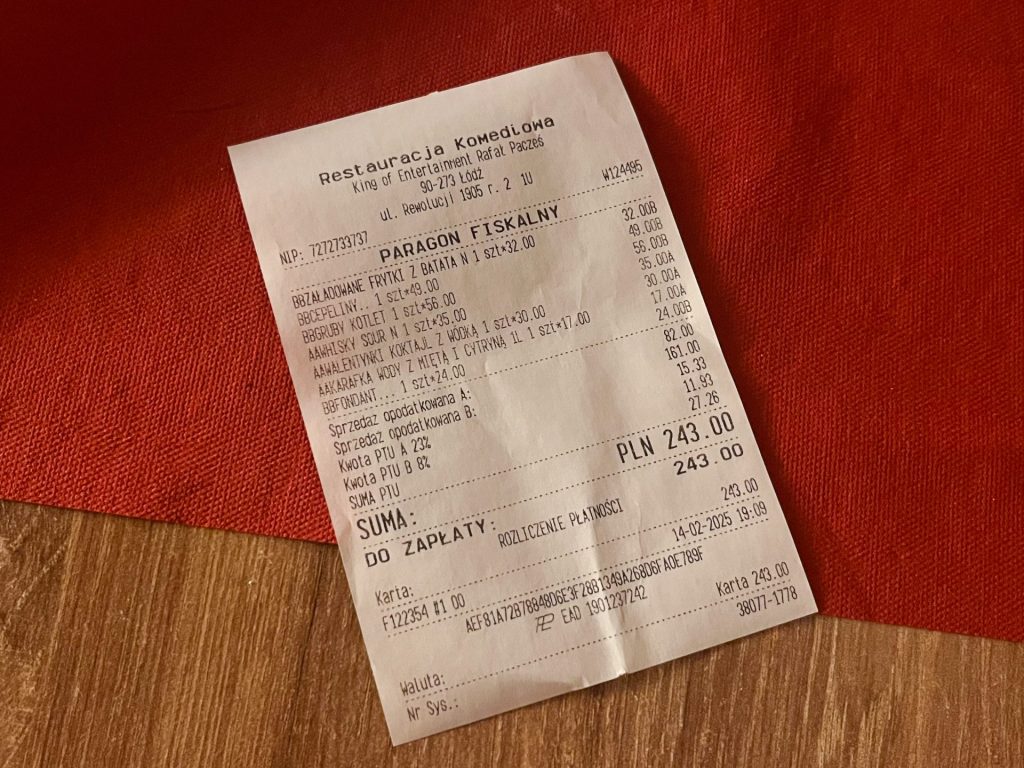 Restauracja Komediowa
King of Entertainment Rafał Pacześ
90-273 Łódź
ul. Rewolucji 1905 r. 2 1U
NIP: 7272733737 W124495
PARAGON FISKALNY
BBZAŁADOWANE FRYTKI Z BATATA N 1 szt*32.00 32.00B
BBCEPELINY.. 1 szt*49.00 49.00B
BBGRUBY KOTLET 1 szt*56.00 56.00B
AAWHISKY SOUR N 1 szt*35.00 35.00A
AAWALENTYNKI KOKTAJL Z WÓDKĄ 1 szt*30.00 30.00A
AAKARAFKA WODY Z MIĘTĄ I CYTRYNĄ 1L 1 szt*17.00 17.00A
BBFONDANT... 1 szt*24.00 24.00B
Sprzedaż opodatkowana A: 82.00
Sprzedaż opodatkowana B: 161.00
Kwota PTU A 23% 15.33
Kwota PTU B 8% 11.93
SUMA PTU 27.26
SUMA: PLN 243.00
DO ZAPŁATY: 243.00
ROZLICZENIE PŁATNOŚCI
Karta: 243.00
F122354 #1 00 14-02-2025 19:09
EAD 1901237242
Karta 243.00
Waluta:
Nr Sys.: 38077-1778